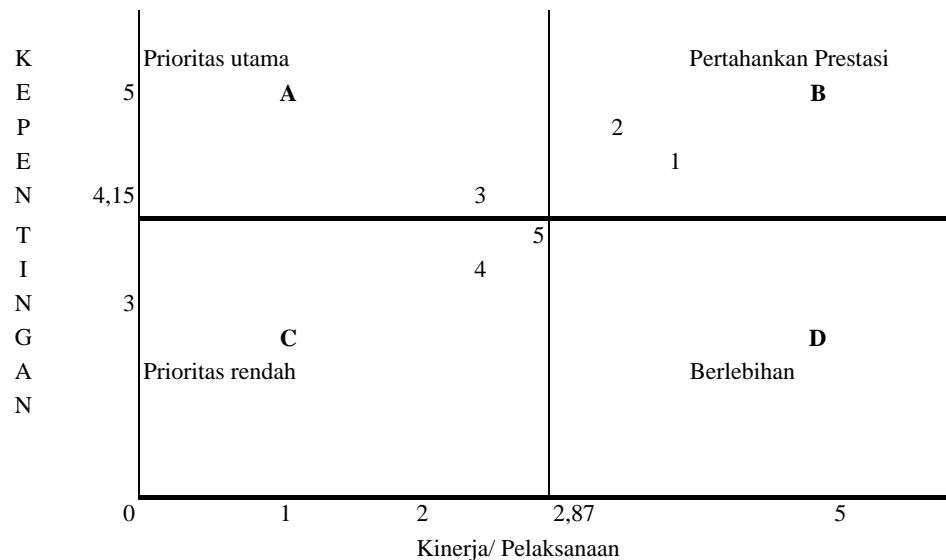 K Prioritas utama Pertahankan Prestasi
E 5 A B
P 2
E 1
N 4,15 3
T 5
I 4
N 3
G C D
A Prioritas rendah Berlebihan
N
0 1 2 2,87 5
Kinerja/ Pelaksanaan